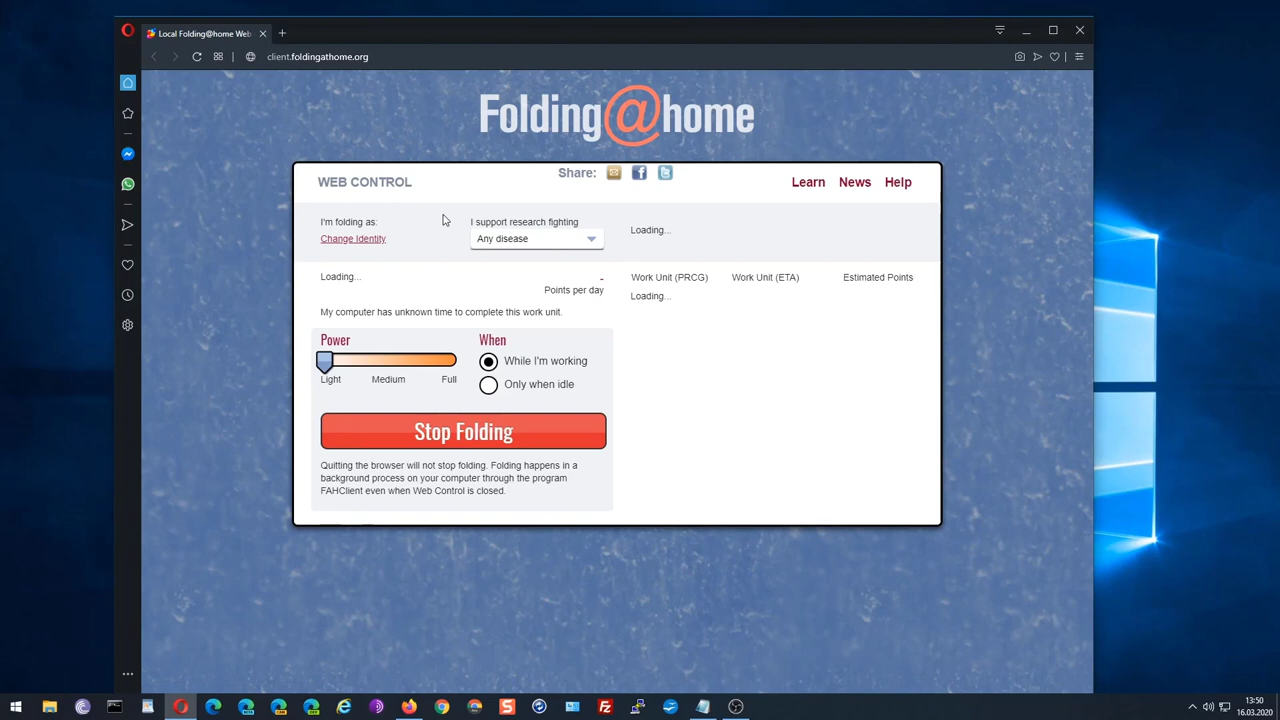 Local Folding@home Web
client.foldingathome.org
Folding@home
WEB CONTROL
Share:
Learn
News
Help
I'm folding as:
Change Identity
I support research fighting
Any disease
Loading...
Loading...
-
Points per day
My computer has unknown time to complete this work unit.
Work Unit (PRCG)
Work Unit (ETA)
Estimated Points
Loading...
Power
Light
Medium
Full
When
While I'm working
Only when idle
Stop Folding
Quitting the browser will not stop folding. Folding happens in a
background process on your computer through the program
FAHClient even when Web Control is closed.
13:50
16.03.2020